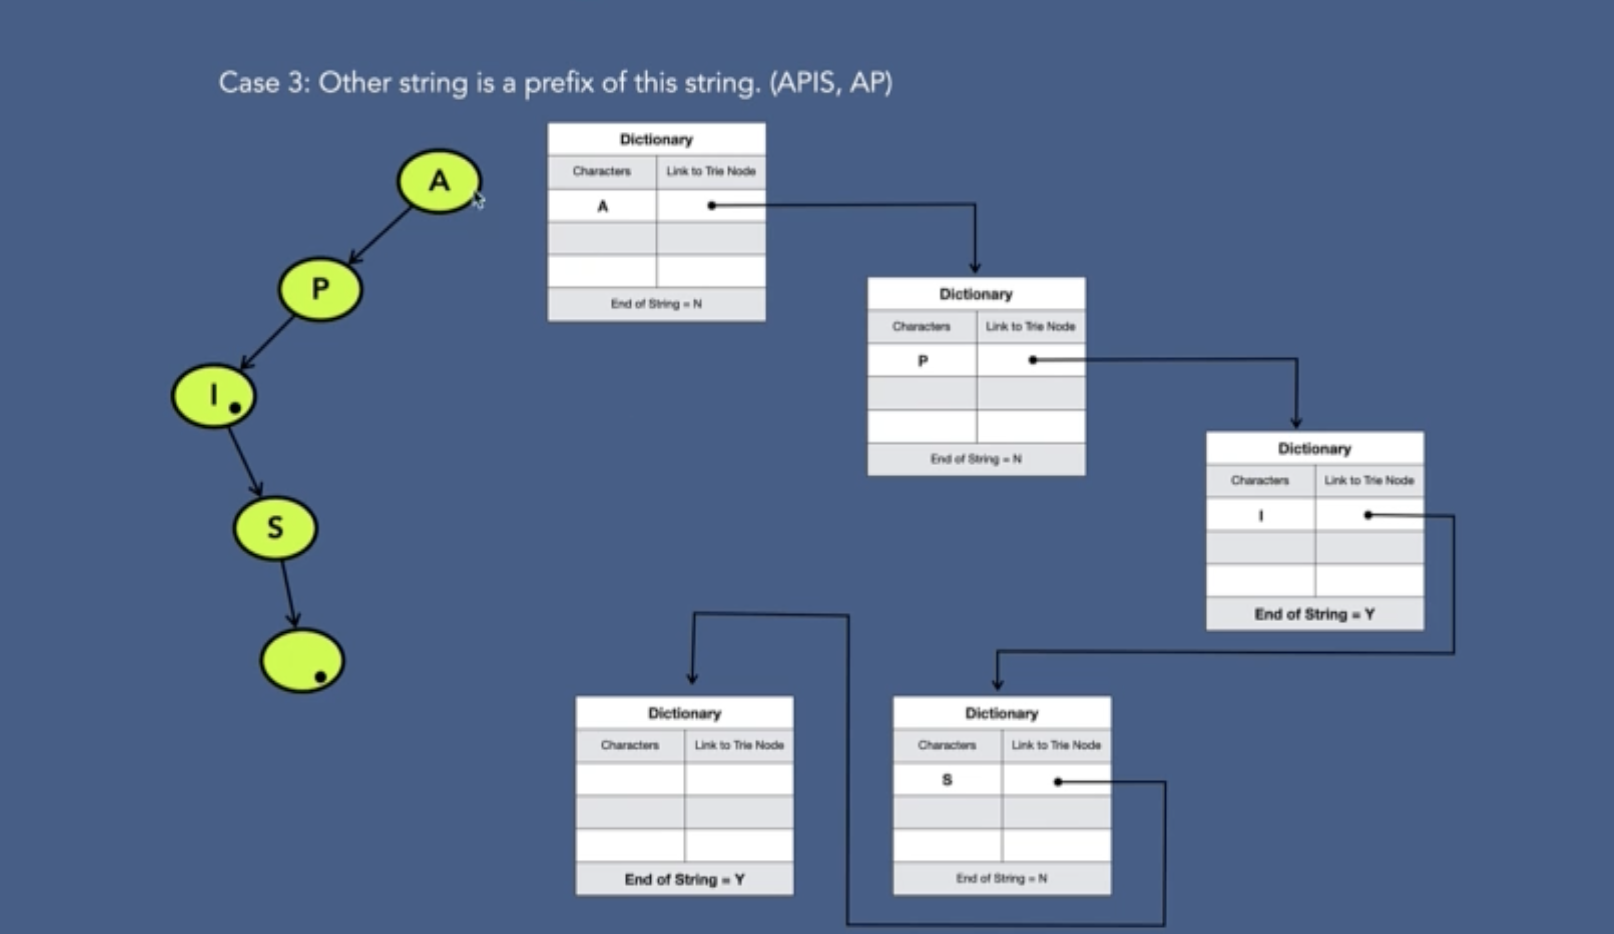 Case 3: Other string is a prefix of this string. (APIS, AP)
A
P
I
S
Dictionary
Characters Link to Trie Node
A
End of String = N
Dictionary
Characters Link to Trie Node
P
End of String = N
Dictionary
Characters Link to Trie Node
I
End of String = Y
Dictionary
Characters Link to Trie Node
End of String = Y
Dictionary
Characters Link to Trie Node
S
End of String = N